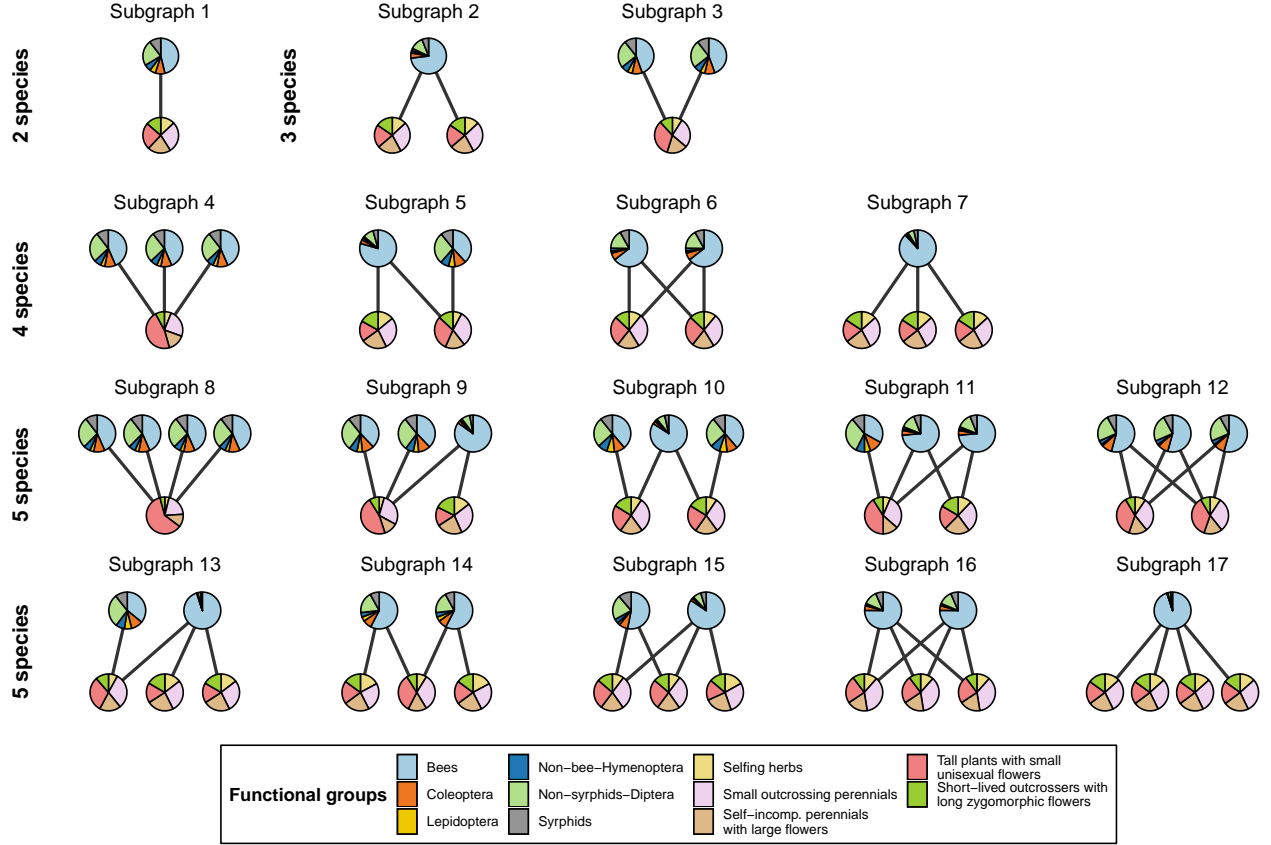 Subgraph 1
Subgraph 2
Subgraph 3
2 species
3 species
Subgraph 4
Subgraph 5
Subgraph 6
Subgraph 7
4 species
Subgraph 8
Subgraph 9
Subgraph 10
Subgraph 11
Subgraph 12
5 species
Subgraph 13
Subgraph 14
Subgraph 15
Subgraph 16
Subgraph 17
5 species
Functional groups
Bees
Coleoptera
Lepidoptera
Non−bee−Hymenoptera
Non−syrphids−Diptera
Syrphids
Selfing herbs
Small outcrossing perennials
Self−incomp. perennials
with large flowers
Tall plants with small
unisexual flowers
Short−lived outcrossers with
long zygomorphic flowers